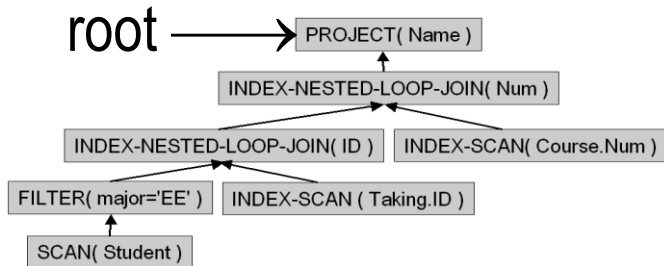 root
PROJECT( Name )
INDEX-NESTED-LOOP-JOIN( Num )
INDEX-NESTED-LOOP-JOIN( ID )
INDEX-SCAN( Course.Num )
FILTER( major='EE' )
INDEX-SCAN ( Taking.ID )
SCAN( Student )